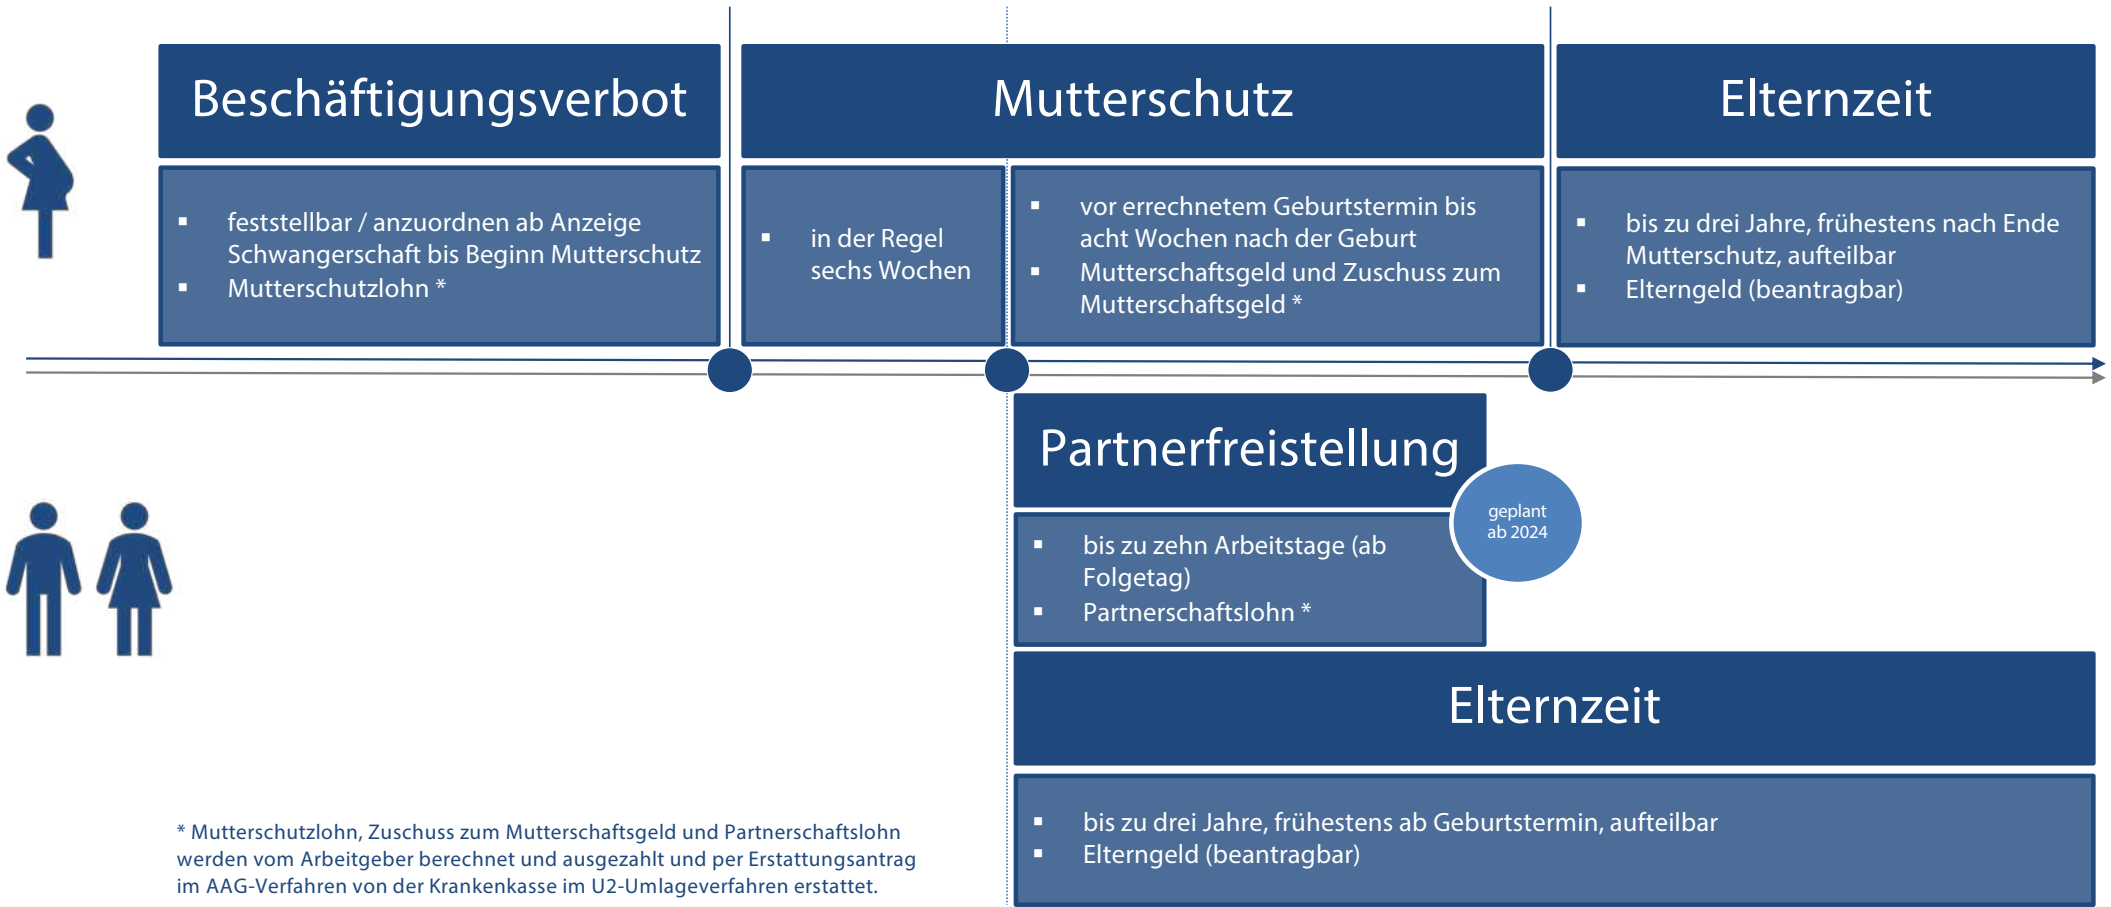 Beschäftigungsverbot
Mutterschutz
Elternzeit
▪ feststellbar / anzuordnen ab Anzeige
Schwangerschaft bis Beginn Mutterschutz
▪ Mutterschutzlohn *
▪ in der Regel
sechs Wochen
▪ vor errechnetem Geburtstermin bis
acht Wochen nach der Geburt
▪ Mutterschaftsgeld und Zuschuss zum
Mutterschaftsgeld *
▪ bis zu drei Jahre, frühestens nach Ende
Mutterschutz, aufteilbar
▪ Elterngeld (beantragbar)
Partnerfreistellung
geplant
ab 2024
▪ bis zu zehn Arbeitstage (ab
Folgetag)
▪ Partnerschaftslohn *
Elternzeit
▪ bis zu drei Jahre, frühestens ab Geburtstermin, aufteilbar
▪ Elterngeld (beantragbar)
* Mutterschutzlohn, Zuschuss zum Mutterschaftsgeld und Partnerschaftslohn
werden vom Arbeitgeber berechnet und ausgezahlt und per Erstattungsantrag
im AAG-Verfahren von der Krankenkasse im U2-Umlageverfahren erstattet.